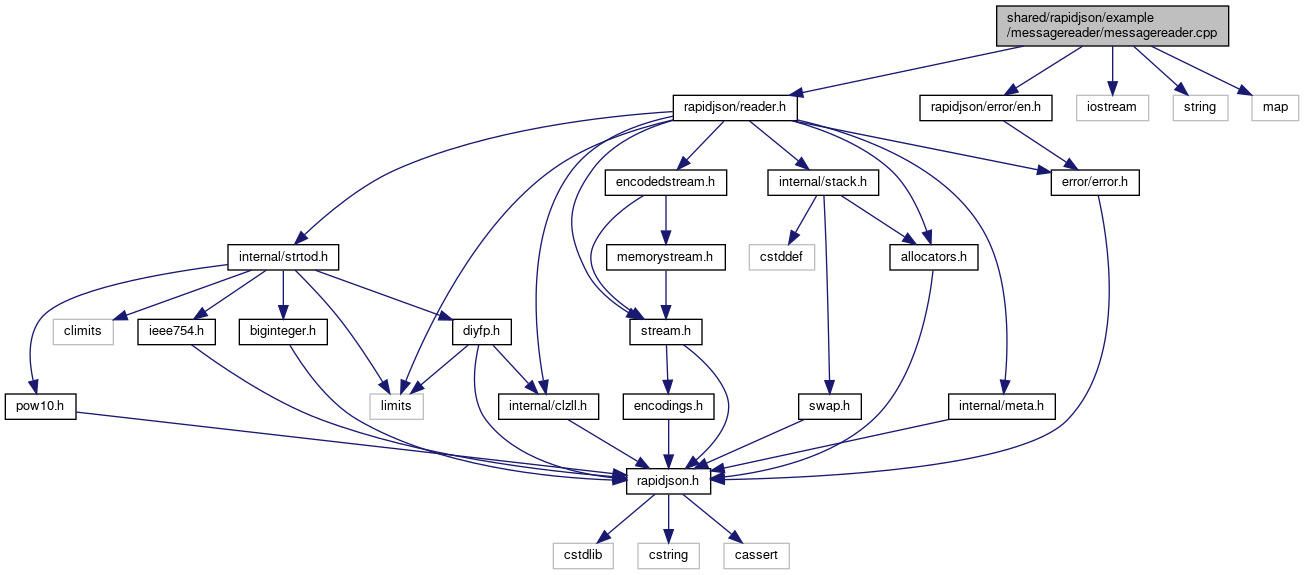 shared/rapidjson/example
/messagereader/messagereader.cpp
rapidjson/reader.h
rapidjson/error/en.h
iostream
string
map
encodedstream.h
internal/stack.h
error/error.h
internal/strtod.h
memorystream.h
cstddef
allocators.h
climits
ieee754.h
biginteger.h
diyfp.h
stream.h
pow10.h
limits
internal/clzll.h
encodings.h
swap.h
internal/meta.h
rapidjson.h
cstdlib
cstring
cassert